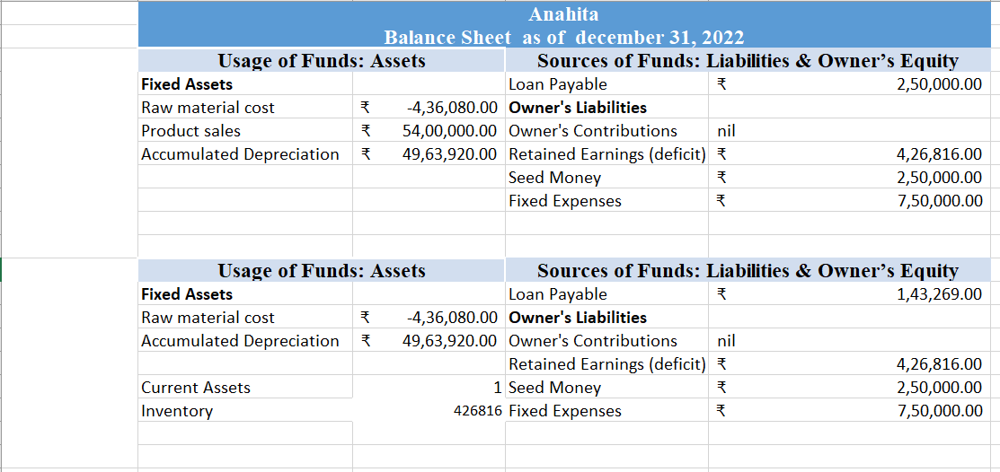 Anahita
Balance Sheet as of december 31, 2022
Usage of Funds: Assets Sources of Funds: Liabilities & Owner’s Equity
Fixed Assets Loan Payable ₹ 2,50,000.00
Raw material cost ₹ -4,36,080.00 Owner's Liabilities
Product sales ₹ 54,00,000.00 Owner's Contributions nil
Accumulated Depreciation ₹ 49,63,920.00 Retained Earnings (deficit) ₹ 4,26,816.00
Seed Money ₹ 2,50,000.00
Fixed Expenses ₹ 7,50,000.00
Usage of Funds: Assets Sources of Funds: Liabilities & Owner’s Equity
Fixed Assets Loan Payable ₹ 1,43,269.00
Raw material cost ₹ -4,36,080.00 Owner's Liabilities
Accumulated Depreciation ₹ 49,63,920.00 Owner's Contributions nil
Retained Earnings (deficit) ₹ 4,26,816.00
Current Assets 1 Seed Money ₹ 2,50,000.00
Inventory 426816 Fixed Expenses ₹ 7,50,000.00